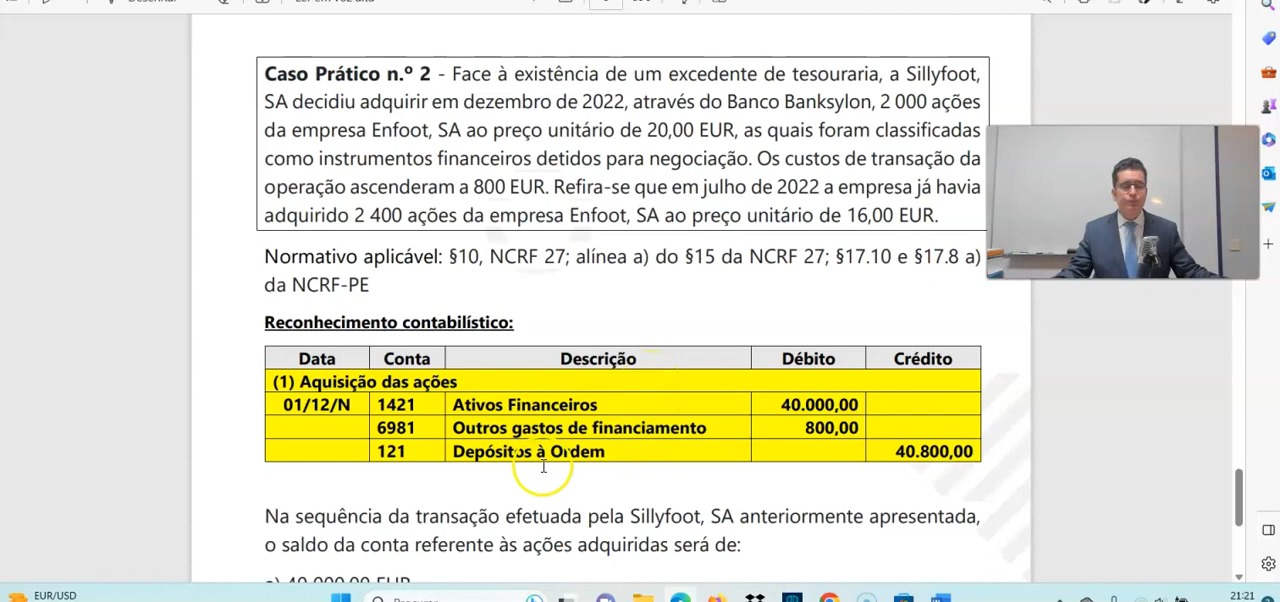 Caso Prático n.º 2 - Face à existência de um excedente de tesouraria, a Sillyfoot,
SA decidiu adquirir em dezembro de 2022, através do Banco Banksylon, 2 000 ações
da empresa Enfoot, SA ao preço unitário de 20,00 EUR, as quais foram classificadas
como instrumentos financeiros detidos para negociação. Os custos de transação da
operação ascenderam a 800 EUR. Refira-se que em julho de 2022 a empresa já havia
adquirido 2 400 ações da empresa Enfoot, SA ao preço unitário de 16,00 EUR.
Normativo aplicável: §10, NCRF 27; alínea a) do §15 da NCRF 27; §17.10 e §17.8 a)
da NCRF-PE
Reconhecimento contabilístico:
Data Conta Descrição Débito Crédito
(1) Aquisição das ações
01/12/N 1421 Ativos Financeiros 40.000,00
6981 Outros gastos de financiamento 800,00
121 Depósitos à Ordem 40.800,00
Na sequência da transação efetuada pela Sillyfoot, SA anteriormente apresentada,
o saldo da conta referente às ações adquiridas será de:
a) 40.000,00 EUR
EUR/USD
21:21